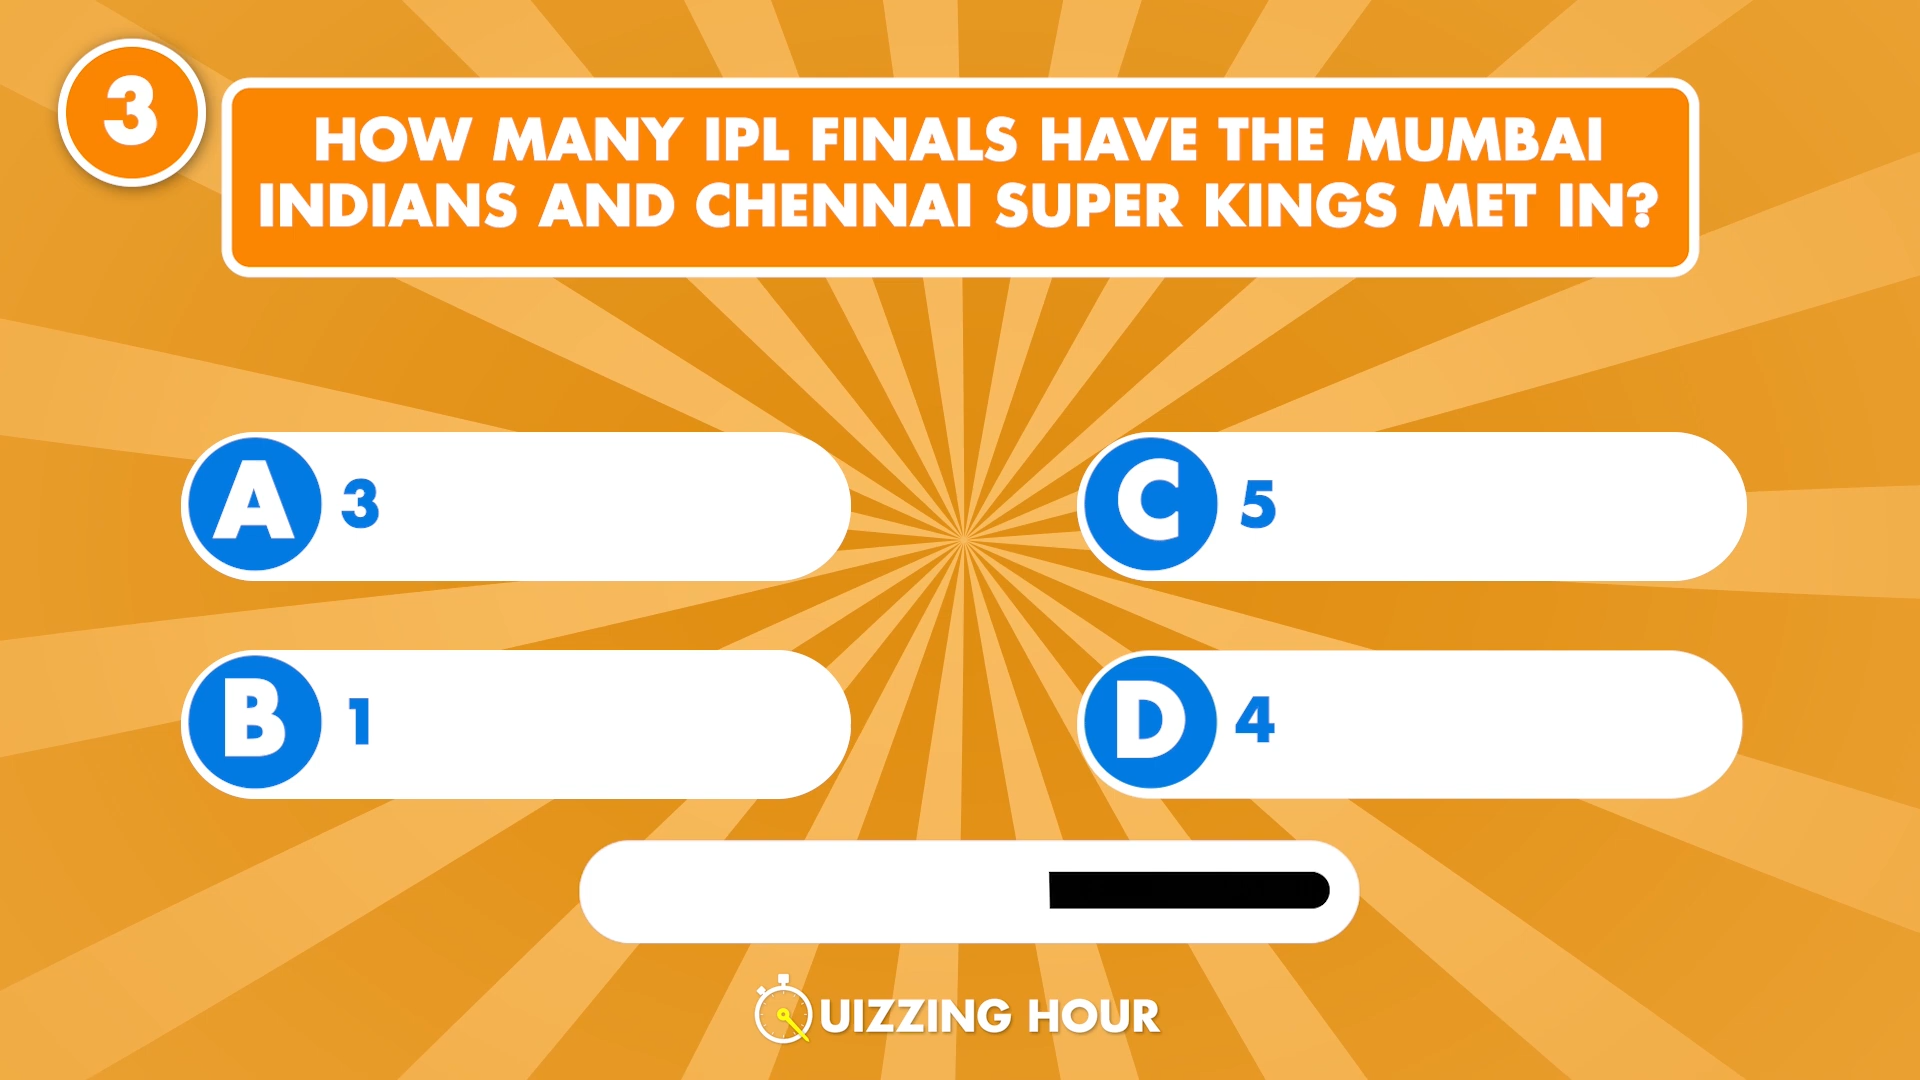 3
HOW MANY IPL FINALS HAVE THE MUMBAI
INDIANS AND CHENNAI SUPER KINGS MET IN?
A 3
C 5
B 1
D 4
QUIZZING HOUR